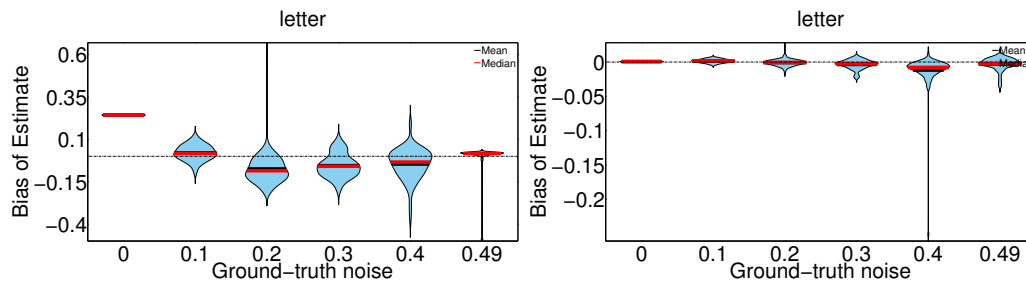 letter
0.6
0.35
0.1
−0.15
−0.4
Bias of Estimate
Mean
Median
0 0.1 0.2 0.3 0.4 0.49
Ground−truth noise
letter
0
−0.05
−0.1
−0.15
−0.2
Bias of Estimate
Mean
Median
0 0.1 0.2 0.3 0.4 0.49
Ground−truth noise